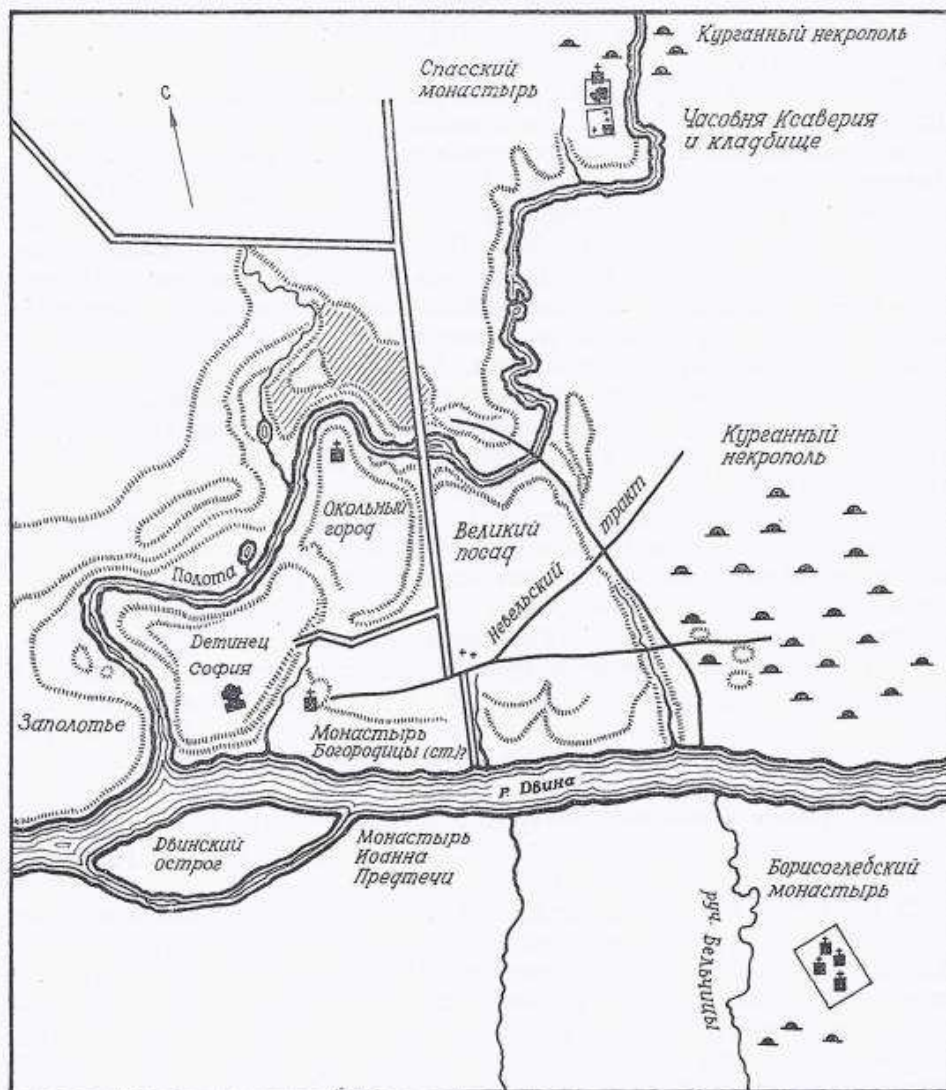 Курганный некрополь
Спасский
монастырь
С
Часовня Ксаверия
и кладбище
Курганный
некрополь
Окольный
город
Великий
посад
Невельский тракт
Полота
Детинец
София
Заполотье
Монастырь
Богородицы (ст)?
р. Двина
Двинский
острог
Монастырь
Иоанна
Предтечи
Борисоглебский
монастырь
руч. Бельчицы